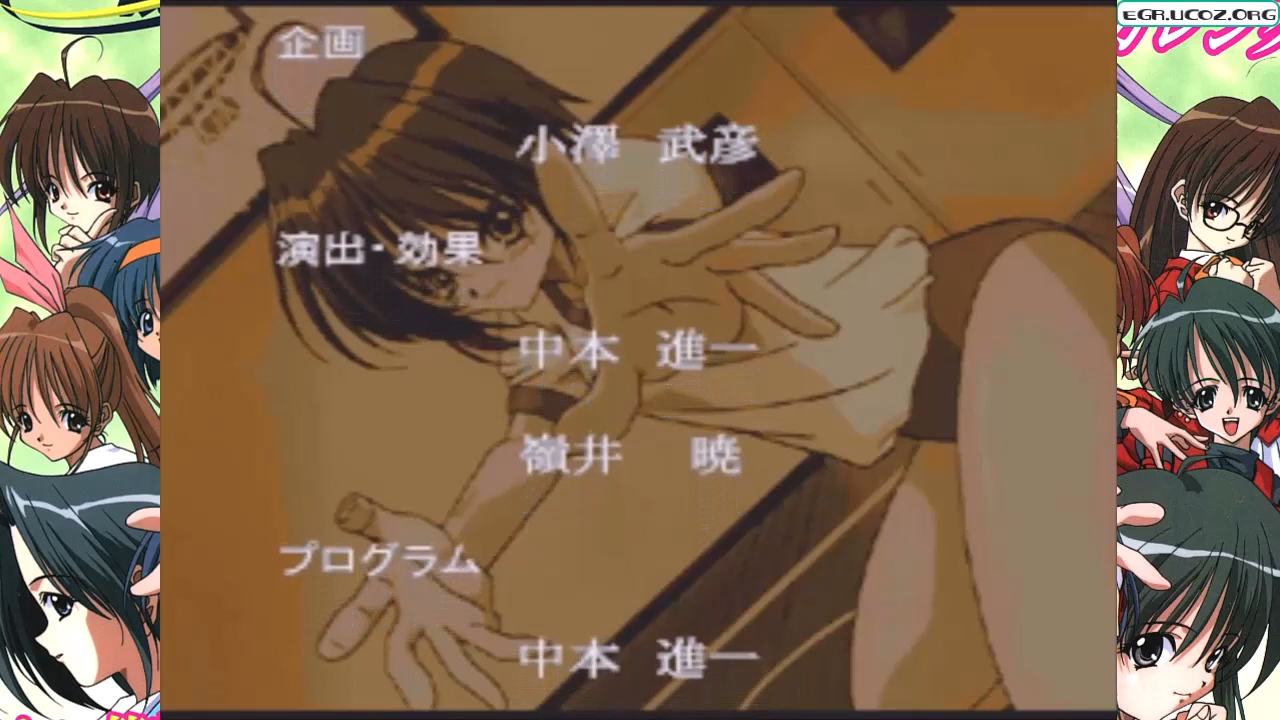 企画
EGR.UCOZ.ORG
小澤 武彦
演出・効果
中本 進一
嶺井 暁
プログラム
中本 進一